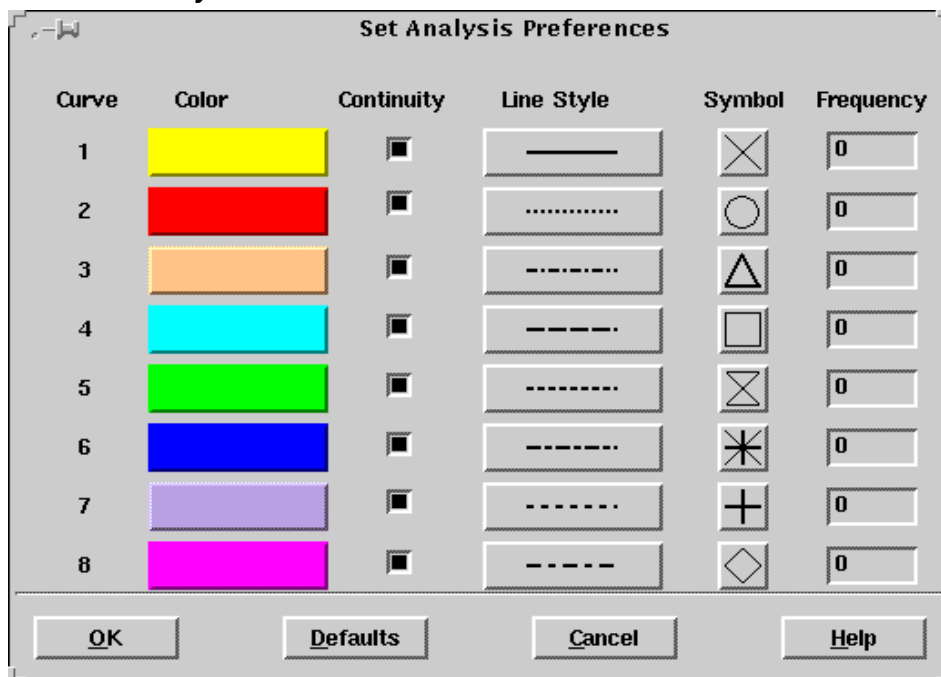 Set Analysis Preferences
Curve Color Continuity Line Style Symbol Frequency
1 0
2 0
3 0
4 0
5 0
6 0
7 0
8 0
OK Defaults Cancel Help